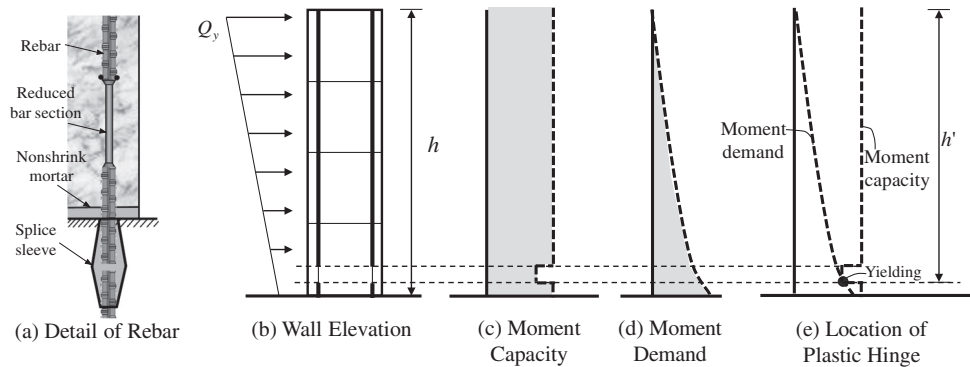 Rebar
Reduced
bar section
Nonshrink
mortar
Splice
sleeve
(a) Detail of Rebar
Qy
h
(b) Wall Elevation
(c) Moment
Capacity
(d) Moment
Demand
Moment
demand
Moment
capacity
h'
Yielding
(e) Location of
Plastic Hinge